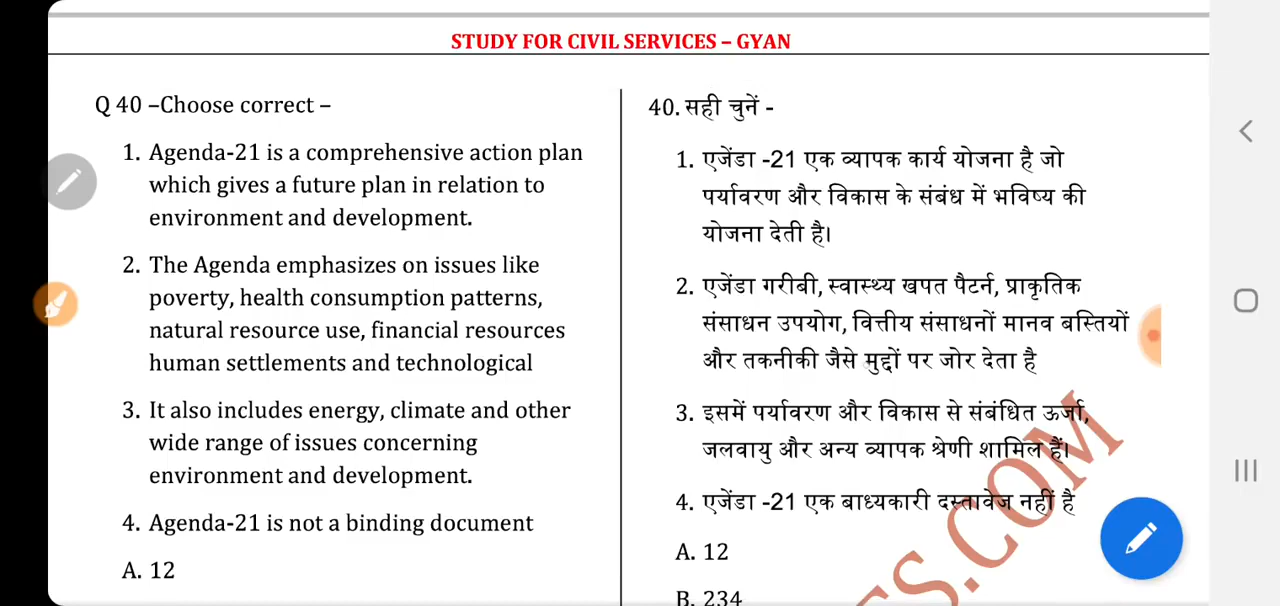 STUDY FOR CIVIL SERVICES – GYAN
Q 40 –Choose correct –
1. Agenda-21 is a comprehensive action plan
which gives a future plan in relation to
environment and development.
2. The Agenda emphasizes on issues like
poverty, health consumption patterns,
natural resource use, financial resources
human settlements and technological
3. It also includes energy, climate and other
wide range of issues concerning
environment and development.
4. Agenda-21 is not a binding document
A. 12
40. सही चुनें -
1. एजेंडा -21 एक व्यापक कार्य योजना है जो
पर्यावरण और विकास के संबंध में भविष्य की
योजना देती है।
2. एजेंडा गरीबी, स्वास्थ्य खपत पैटर्न, प्राकृतिक
संसाधन उपयोग, वित्तीय संसाधनों मानव बस्तियों
और तकनीकी जैसे मुद्दों पर जोर देता है
3. इसमें पर्यावरण और विकास से संबंधित ऊर्जा,
जलवायु और अन्य व्यापक श्रेणी शामिल हैं।
4. एजेंडा -21 एक बाध्यकारी दस्तावेज नहीं है
A. 12
B. 234
S.COM